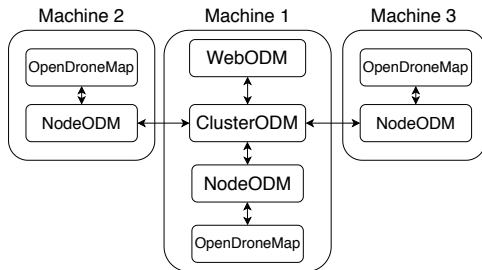 Machine 2
Machine 1
Machine 3
OpenDroneMap
NodeODM
WebODM
ClusterODM
NodeODM
OpenDroneMap
OpenDroneMap
NodeODM